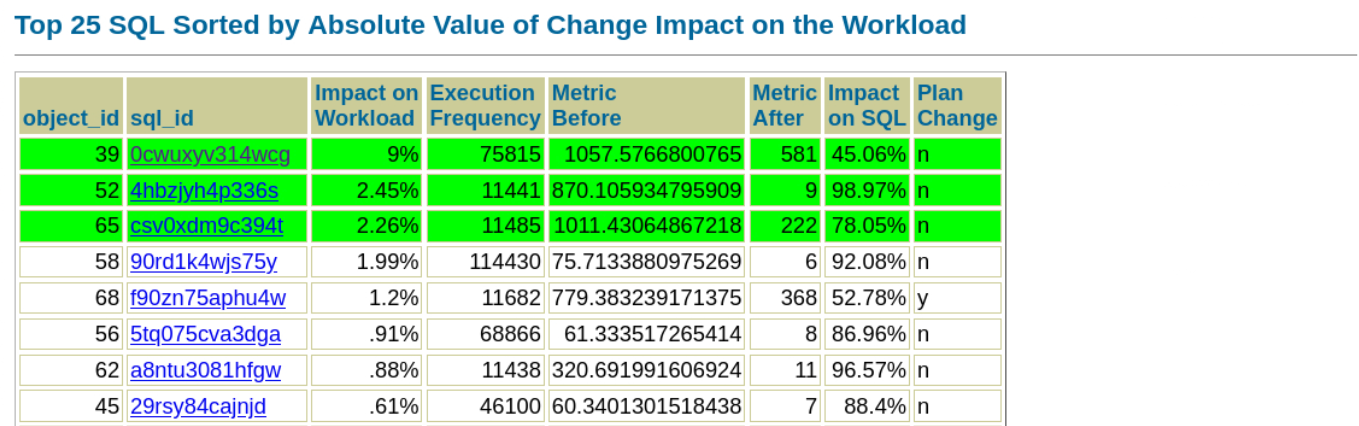 Top 25 SQL Sorted by Absolute Value of Change Impact on the Workload
object_id sql_id Impact on Workload Execution Frequency Metric Before Metric After Impact on SQL Plan Change
39 0cwuxyv314wcg 9% 75815 1057.5766800765 581 45.06% n
52 4hbzjyh4p336s 2.45% 11441 870.105934795909 9 98.97% n
65 csv0xdm9c394t 2.26% 11485 1011.43064867218 222 78.05% n
58 90rd1k4wjs75y 1.99% 114430 75.7133880975269 6 92.08% n
68 f90zn75aphu4w 1.2% 11682 779.383239171375 368 52.78% y
56 5tq075cva3dga .91% 68866 61.333517265414 8 86.96% n
62 a8ntu3081hfgw .88% 11438 320.691991606924 11 96.57% n
45 29rsy84cajnjd .61% 46100 60.3401301518438 7 88.4% n